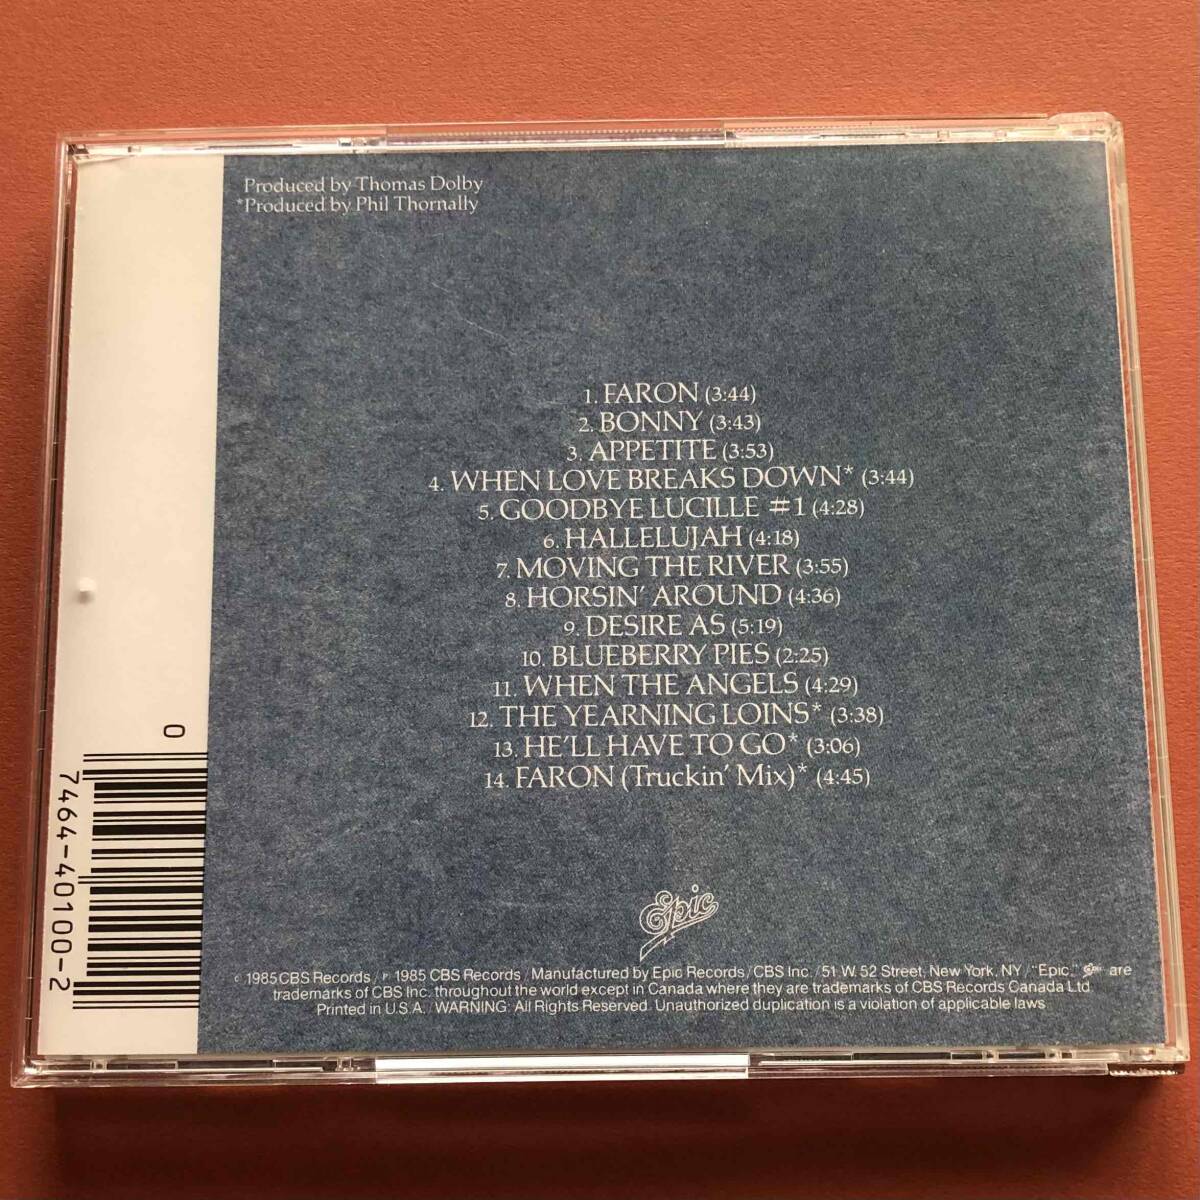 Produced by Thomas Dolby
*Produced by Phil Thornally
1. FARON (3:44)
2. BONNY (3:43)
3. APPETITE (3:53)
4. WHEN LOVE BREAKS DOWN* (3:44)
5. GOODBYE LUCILLE #1 (4:28)
6. HALLELUJAH (4:18)
7. MOVING THE RIVER (3:55)
8. HORSIN' AROUND (4:36)
9. DESIRE AS (5:19)
10. BLUEBERRY PIES (2:25)
11. WHEN THE ANGELS (4:29)
12. THE YEARNING LOINS* (3:38)
13. HE'LL HAVE TO GO* (3:06)
14. FARON (Truckin' Mix)* (4:45)
Epic
© 1985 CBS Records / ℗ 1985 CBS Records / Manufactured by Epic Records / CBS Inc. / 51 W. 52 Street, New York, NY / "Epic," Epic are
trademarks of CBS Inc. throughout the world except in Canada where they are trademarks of CBS Records Canada Ltd.
Printed in U.S.A. / WARNING: All Rights Reserved. Unauthorized duplication is a violation of applicable laws.
0
7464-40100-2